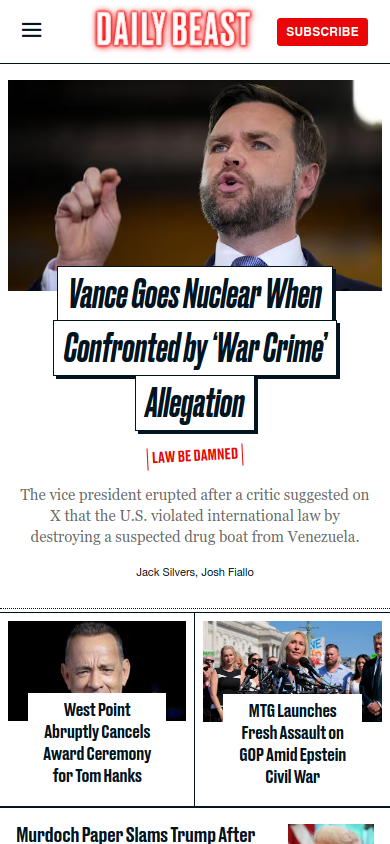 DAILY BEAST
SUBSCRIBE
Vance Goes Nuclear When
Confronted by ‘War Crime’
Allegation
LAW BE DAMNED
The vice president erupted after a critic suggested on
X that the U.S. violated international law by
destroying a suspected drug boat from Venezuela.
Jack Silvers, Josh Fiallo
West Point
Abruptly Cancels
Award Ceremony
for Tom Hanks
MTG Launches
Fresh Assault on
GOP Amid Epstein
Civil War
Murdoch Paper Slams Trump After